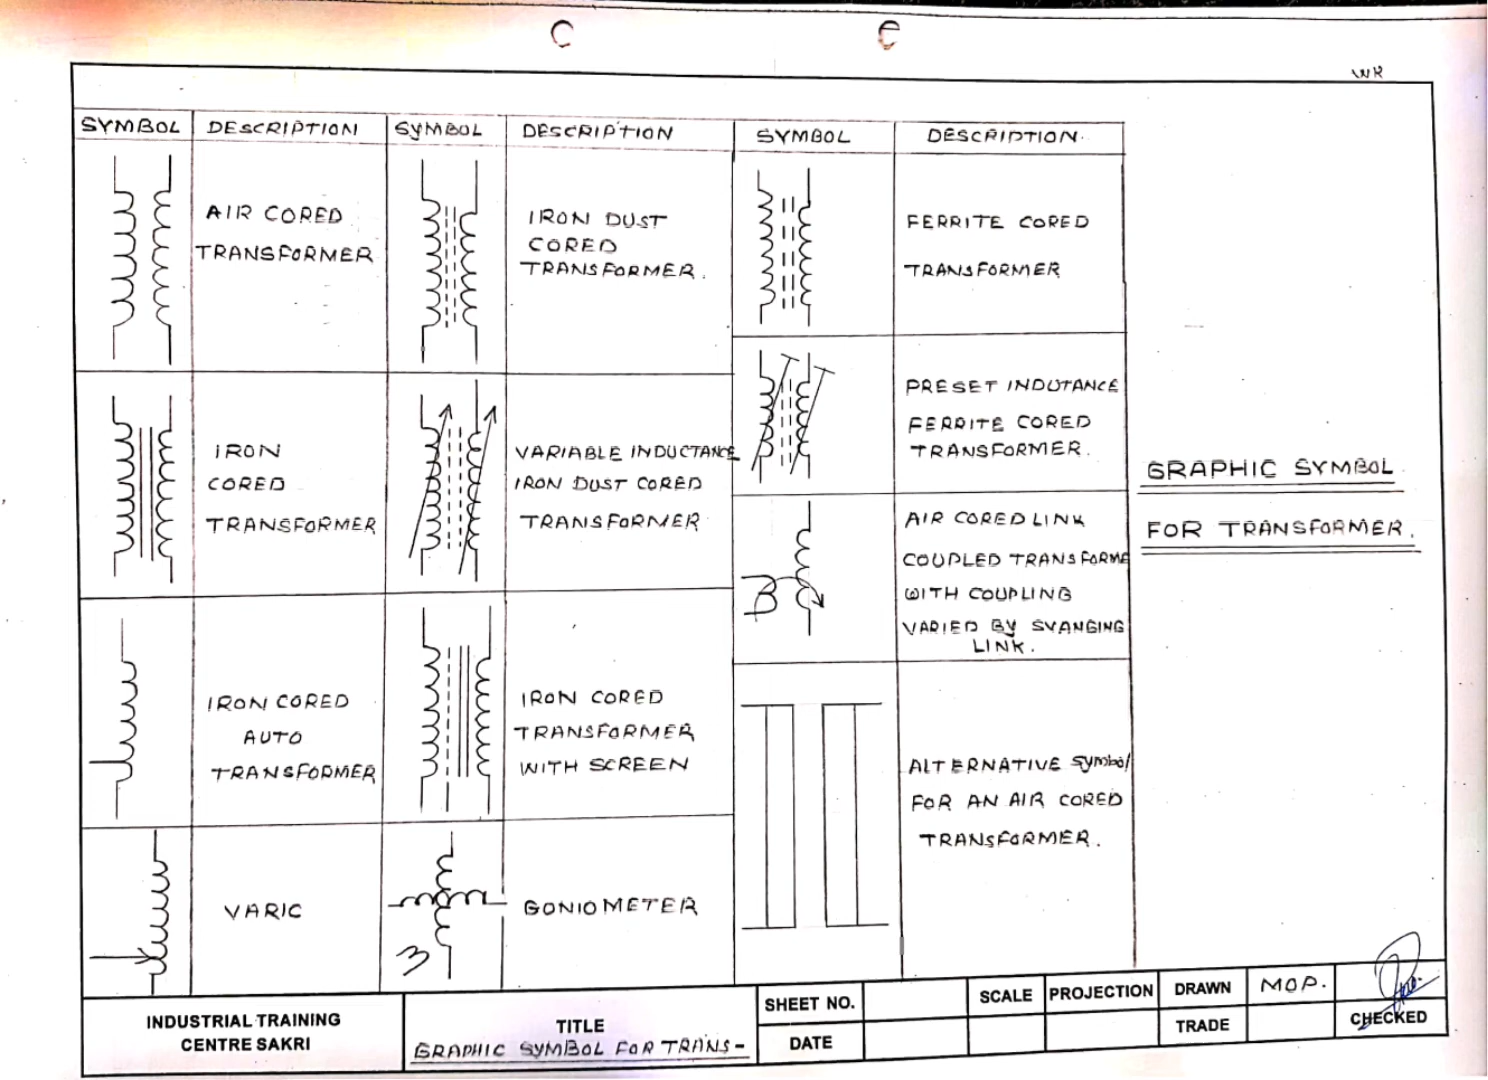 WR
SYMBOL DESCRIPTION SYMBOL DESCRIPTION SYMBOL DESCRIPTION
AIR CORED
TRANSFORMER
IRON DUST
CORED
TRANSFORMER.
FERRITE CORED
TRANSFORMER
IRON
CORED
TRANSFORMER
VARIABLE INDUCTANCE
IRON DUST CORED
TRANSFORMER
PRESET INDUTANCE
FERRITE CORED
TRANSFORMER.
AIR CORED LINK
COUPLED TRANSFORME
WITH COUPLING
VARIED BY SVANGING
LINK.
IRON CORED
AUTO
TRANSFORMER
IRON CORED
TRANSFORMER
WITH SCREEN
ALTERNATIVE symbol
FOR AN AIR CORED
TRANSFORMER.
VARIC
GONIOMETER
GRAPHIC SYMBOL
FOR TRANSFORMER.
INDUSTRIAL TRAINING
CENTRE SAKRI
TITLE
GRAPHIC SYMBOL FOR TRANS-
SHEET NO.
DATE
SCALE
PROJECTION
DRAWN
MOP.
TRADE
CHECKED